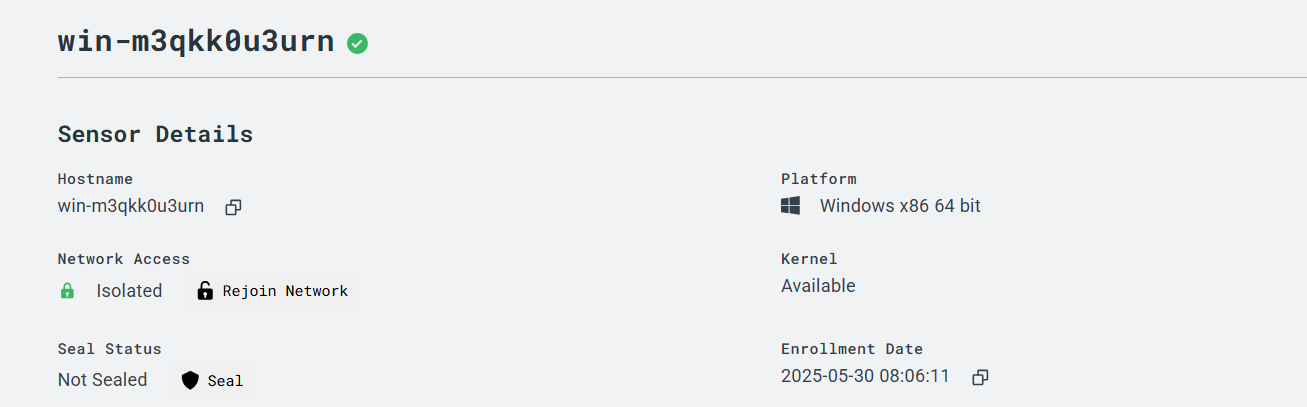 win-m3qkk0u3urn
Sensor Details
Hostname
win-m3qkk0u3urn
Platform
Windows x86 64 bit
Network Access
Isolated Rejoin Network
Kernel
Available
Seal Status
Not Sealed Seal
Enrollment Date
2025-05-30 08:06:11